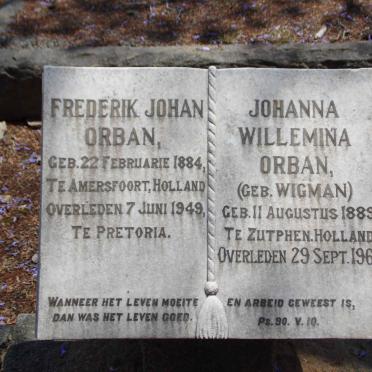 FREDERIK JOHAN
ORBAN,
GEB. 22 FEBRUARIE 1884,
TE AMERSFOORT, HOLLAND
OVERLEDEN 7 JUNI 1949,
TE PRETORIA.
JOHANNA
WILLEMINA
ORBAN,
(GEB. WIGMAN)
GEB. 11 AUGUSTUS 1889
TE ZUTPHEN, HOLLAND
OVERLEDEN 29 SEPT.
WANNEER HET LEVEN MOEITE EN ARBEID GEWEEST IS,
DAN WAS HET LEVEN GOED. PS. 90. V. 10.